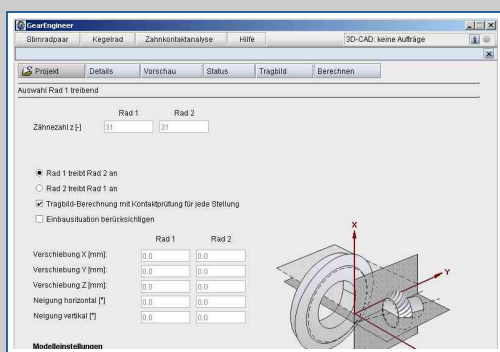 GearEngineer
Stirnradpaar Kegelrad Zahnkontaktanalyse Hilfe 3D-CAD: keine Aufträge
Projekt Details Vorschau Status Tragbild Berechnen
Auswahl Rad 1 treibend
Rad 1 Rad 2
Zähnezahl z [-] 31 31
Rad 1 treibt Rad 2 an
Rad 2 treibt Rad 1 an
Tragbild-Berechnung mit Kontaktprüfung für jede Stellung
Einbausituation berücksichtigen
Rad 1 Rad 2
Verschiebung X [mm]: 0.0 0.0
Verschiebung Y [mm]: 0.0 0.0
Verschiebung Z [mm]: 0.0 0.0
Neigung horizontal [°] 0.0 0.0
Neigung vertikal [°] 0.0 0.0
X
Y
Modelleinstellungen